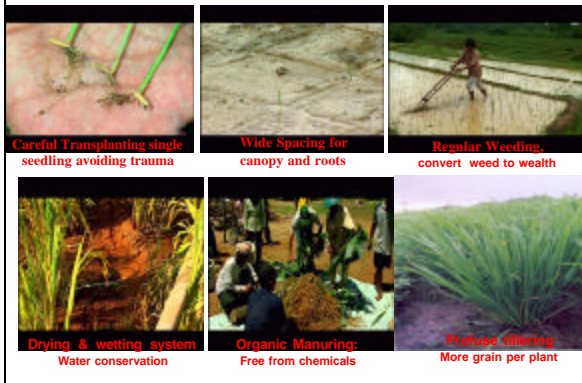 Careful Transplanting single
seedling avoiding trauma
Wide Spacing for
canopy and roots
Regular Weeding,
convert weed to wealth
Drying & wetting system
Water conservation
Organic Manuring:
Free from chemicals
Profuse tillering
More grain per plant